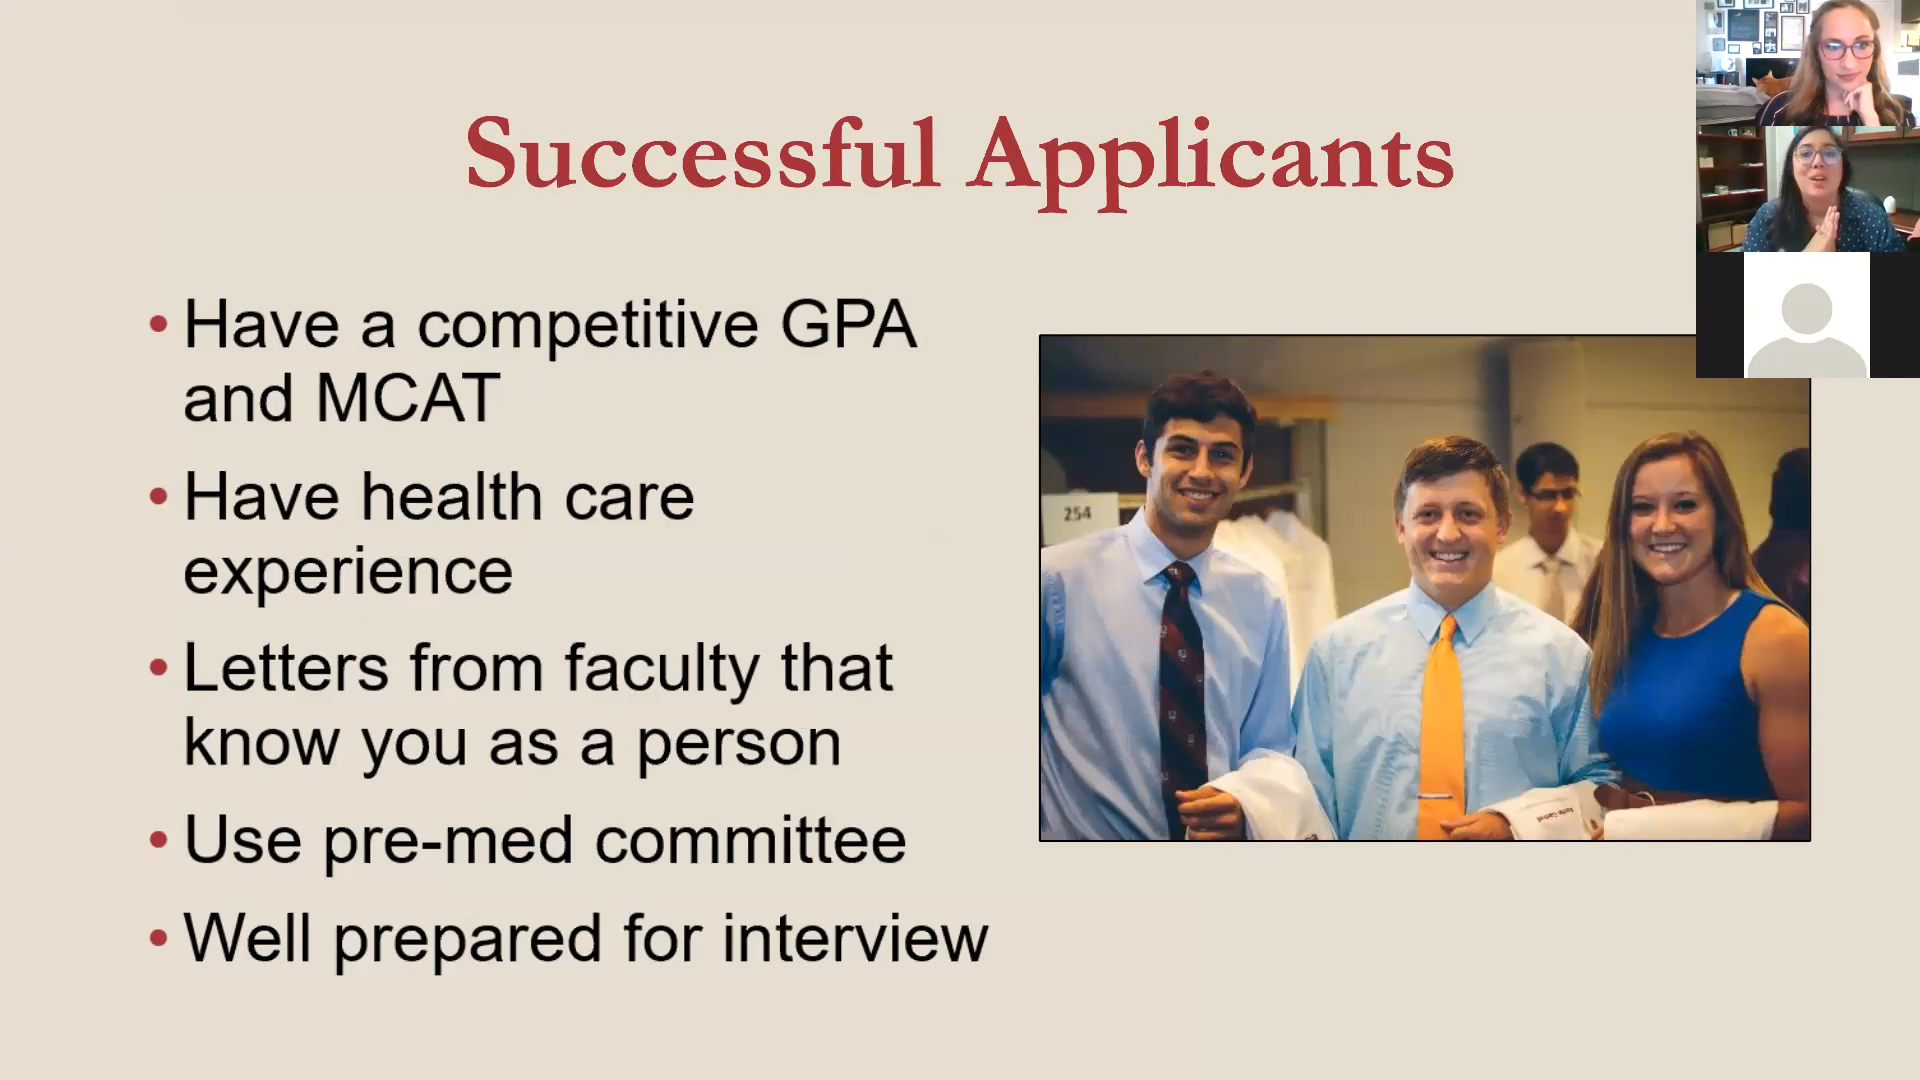 Successful Applicants
• Have a competitive GPA
and MCAT
• Have health care
experience
• Letters from faculty that
know you as a person
• Use pre-med committee
• Well prepared for interview
254